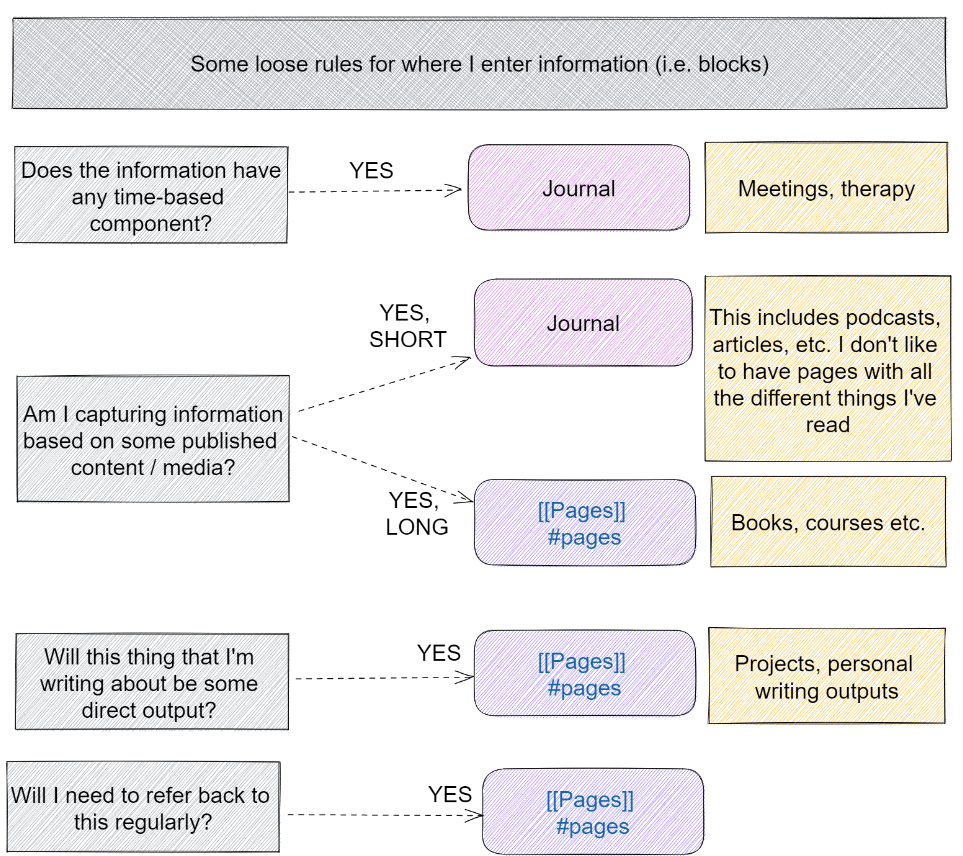 Some loose rules for where I enter information (i.e. blocks)
Does the information have
any time-based
component?
YES
Journal
Meetings, therapy
Am I capturing information
based on some published
content / media?
YES,
SHORT
Journal
This includes podcasts,
articles, etc. I don't like
to have pages with all
the different things I've
read
YES,
LONG
[[Pages]]
#pages
Books, courses etc.
Will this thing that I'm
writing about be some
direct output?
YES
[[Pages]]
#pages
Projects, personal
writing outputs
Will I need to refer back to
this regularly?
YES
[[Pages]]
#pages